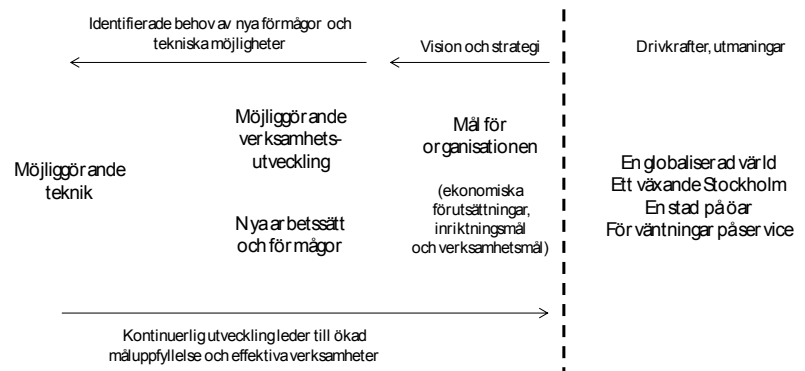 Identifierade behov av nya förmågor och
tekniska möjligheter
Vision och strategi
Drivkrafter, utmaningar
Möjliggörande
teknik
Möjliggörande
verksamhets-
utveckling
Nya arbetssätt
och förmågor
Mål för
organisationen
(ekonomiska
förutsättningar,
inriktningsmål
och verksamhetsmål)
En globaliserad värld
Ett växande Stockholm
En stad på öar
Förväntningar på service
Kontinuerlig utveckling leder till ökad
måluppfyllelse och effektiva verksamheter